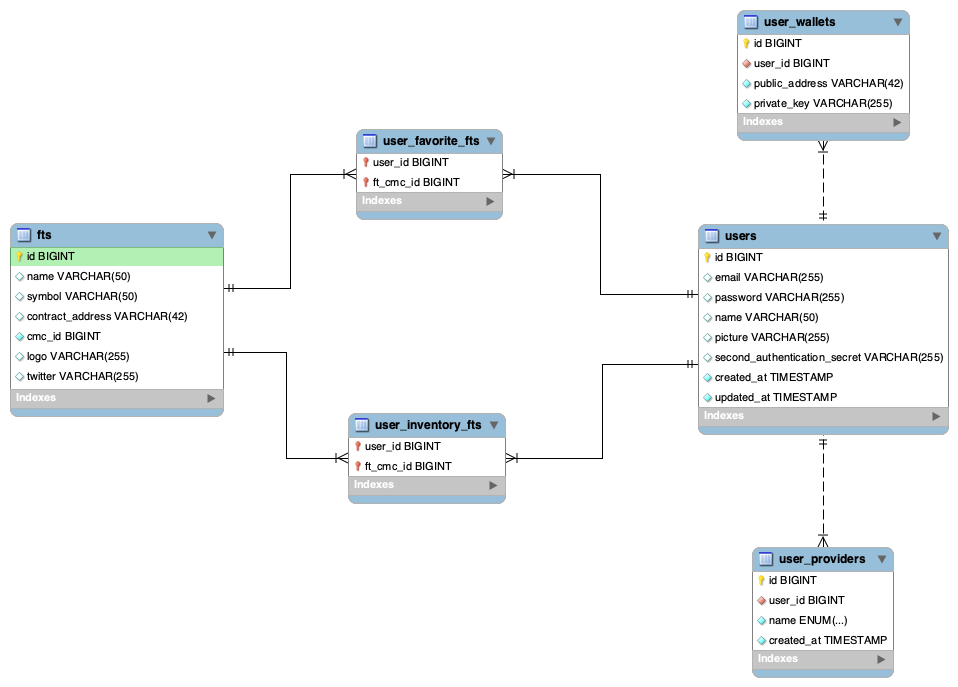 user_wallets
id BIGINT
user_id BIGINT
public_address VARCHAR(42)
private_key VARCHAR(255)
Indexes
user_favorite_fts
user_id BIGINT
ft_cmc_id BIGINT
Indexes
fts
id BIGINT
name VARCHAR(50)
symbol VARCHAR(50)
contract_address VARCHAR(42)
cmc_id BIGINT
logo VARCHAR(255)
twitter VARCHAR(255)
Indexes
users
id BIGINT
email VARCHAR(255)
password VARCHAR(255)
name VARCHAR(50)
picture VARCHAR(255)
second_authentication_secret VARCHAR(255)
created_at TIMESTAMP
updated_at TIMESTAMP
Indexes
user_inventory_fts
user_id BIGINT
ft_cmc_id BIGINT
Indexes
user_providers
id BIGINT
user_id BIGINT
name ENUM(...)
created_at TIMESTAMP
Indexes